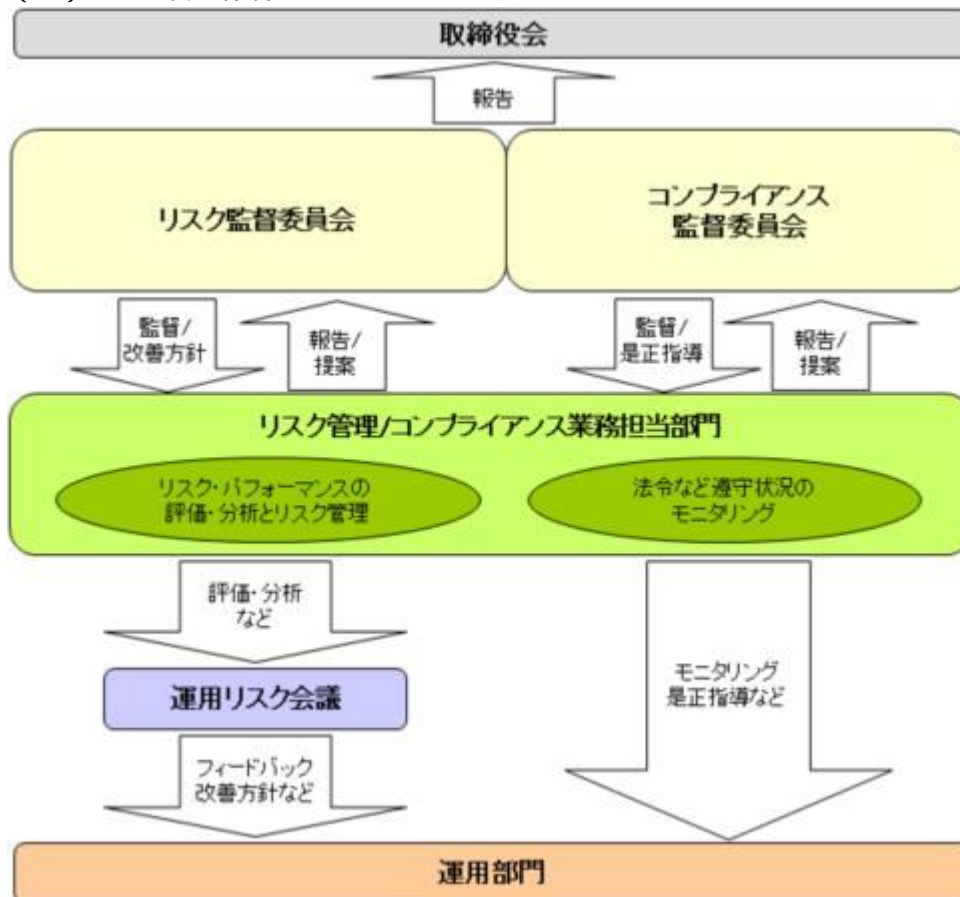 取締役会
報告
リスク監督委員会
コンプライアンス
監督委員会
監督/
改善方針
報告/
提案
監督/
是正指導
報告/
提案
リスク管理/コンプライアンス業務担当部門
リスク・パフォーマンスの
評価・分析とリスク管理
法令など遵守状況の
モニタリング
評価・分析
など
運用リスク会議
モニタリング
是正指導など
フィードバック
改善方針など
運用部門